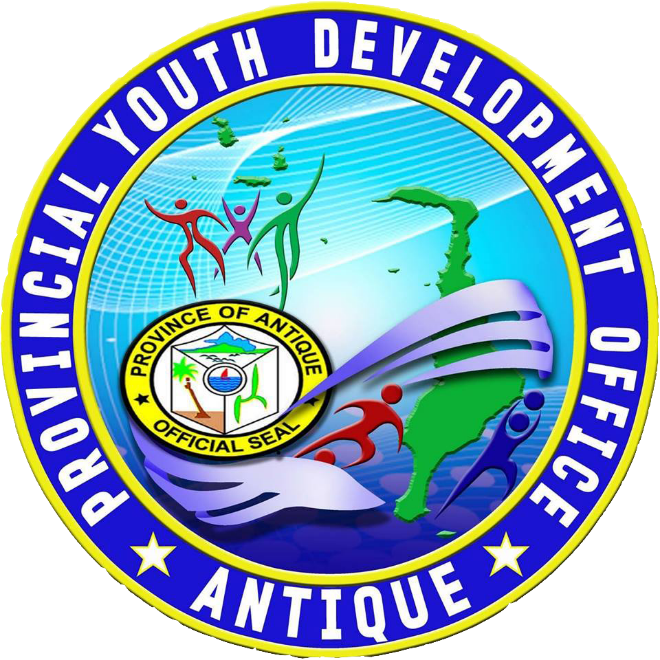 PROVINCIAL YOUTH DEVELOPMENT OFFICE
ANTIQUE
PROVINCE OF ANTIQUE
OFFICIAL SEAL